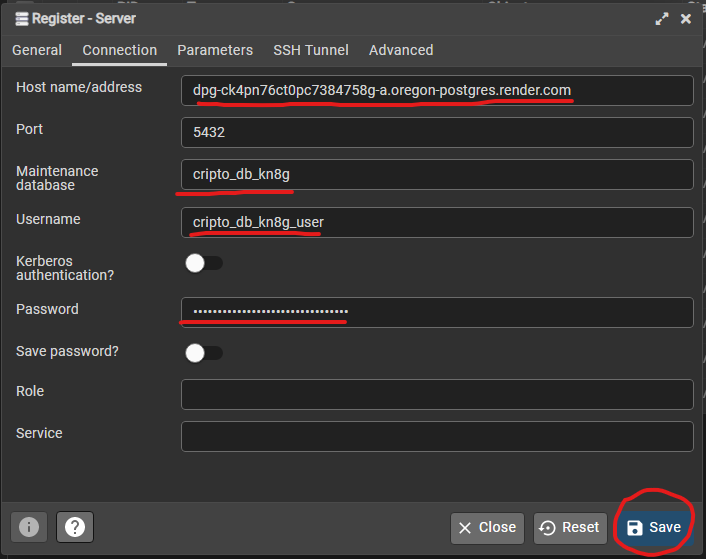 Register - Server
General Connection Parameters SSH Tunnel Advanced
Host name/address dpg-ck4pn76ct0pc7384758g-a.oregon-postgres.render.com
Port 5432
Maintenance
database
cripto_db_kn8g
Username cripto_db_kn8g_user
Kerberos
authentication?
Password ••••••••••••••••••••••••••••••••
Save password?
Role
Service
Close Reset Save